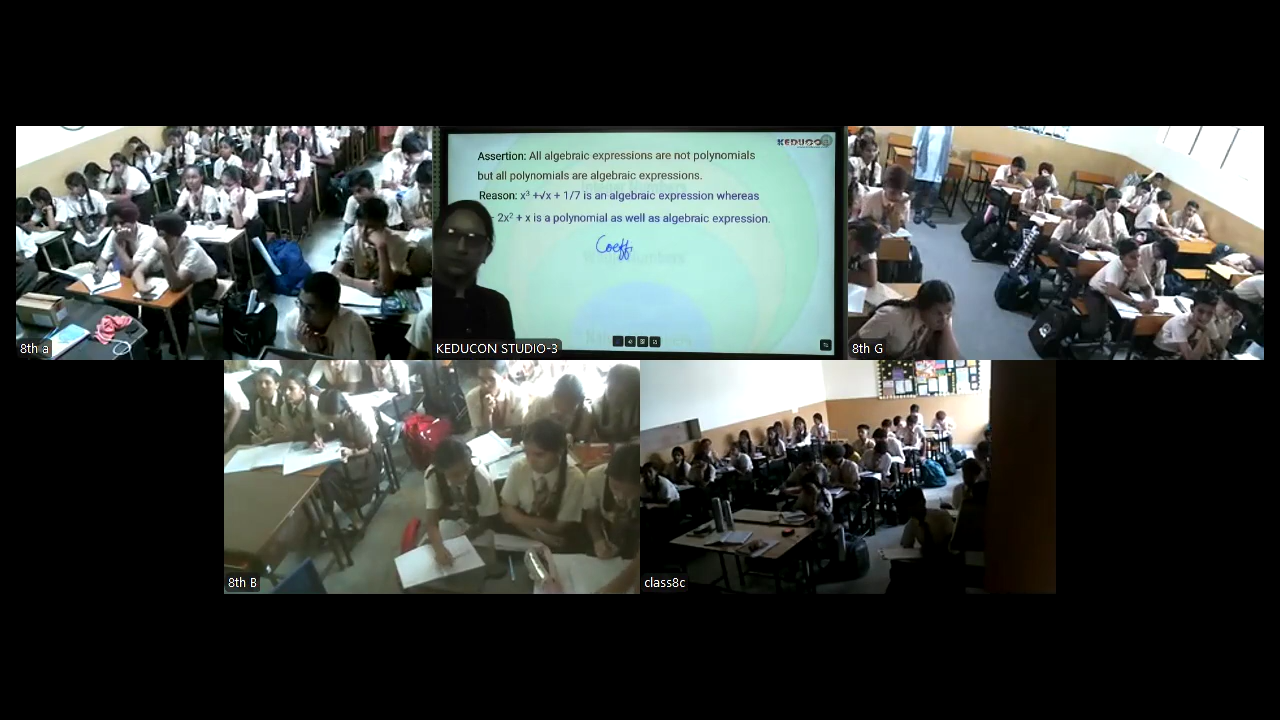 KEDUCON
Assertion: All algebraic expressions are not polynomials
but all polynomials are algebraic expressions.
Reason: x³ +√x + 1/7 is an algebraic expression whereas
2x² + x is a polynomial as well as algebraic expression.
Coeff
8th a
KEDUCON STUDIO-3
8th G
8th B
class8c